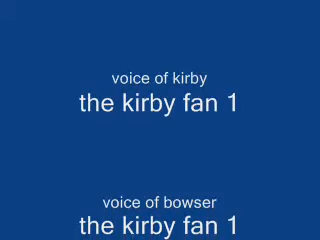 voice of kirby
the kirby fan 1
voice of bowser
the kirby fan 1